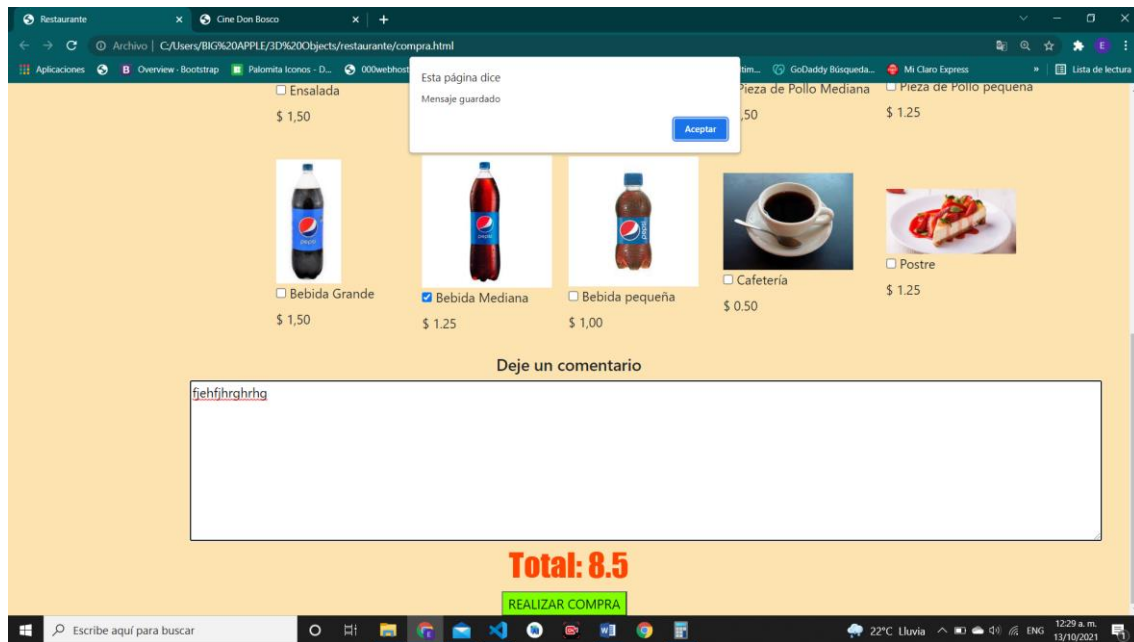 Restaurante
Cine Don Bosco
Archivo | C:/Users/BIG%20APPLE/3D%20Objects/restaurante/compra.html
Aplicaciones
Overview · Bootstrap
Palomita Iconos - D...
000webhost
GoDaddy Búsqueda...
Mi Claro Express
»
Lista de lectura
Esta página dice
Mensaje guardado
Aceptar
Ensalada
Pieza de Pollo Mediana
Pieza de Pollo pequeña
$ 1,50
,50
$ 1.25
pepsi
Bebida Grande
Bebida Mediana
Bebida pequeña
Cafetería
Postre
$ 1,50
$ 1.25
$ 1,00
$ 0.50
$ 1.25
Deje un comentario
fjehfjhrghrhg
Total: 8.5
REALIZAR COMPRA
Escribe aquí para buscar
22°C Lluvia
ENG
12:29 a. m.
13/10/2021